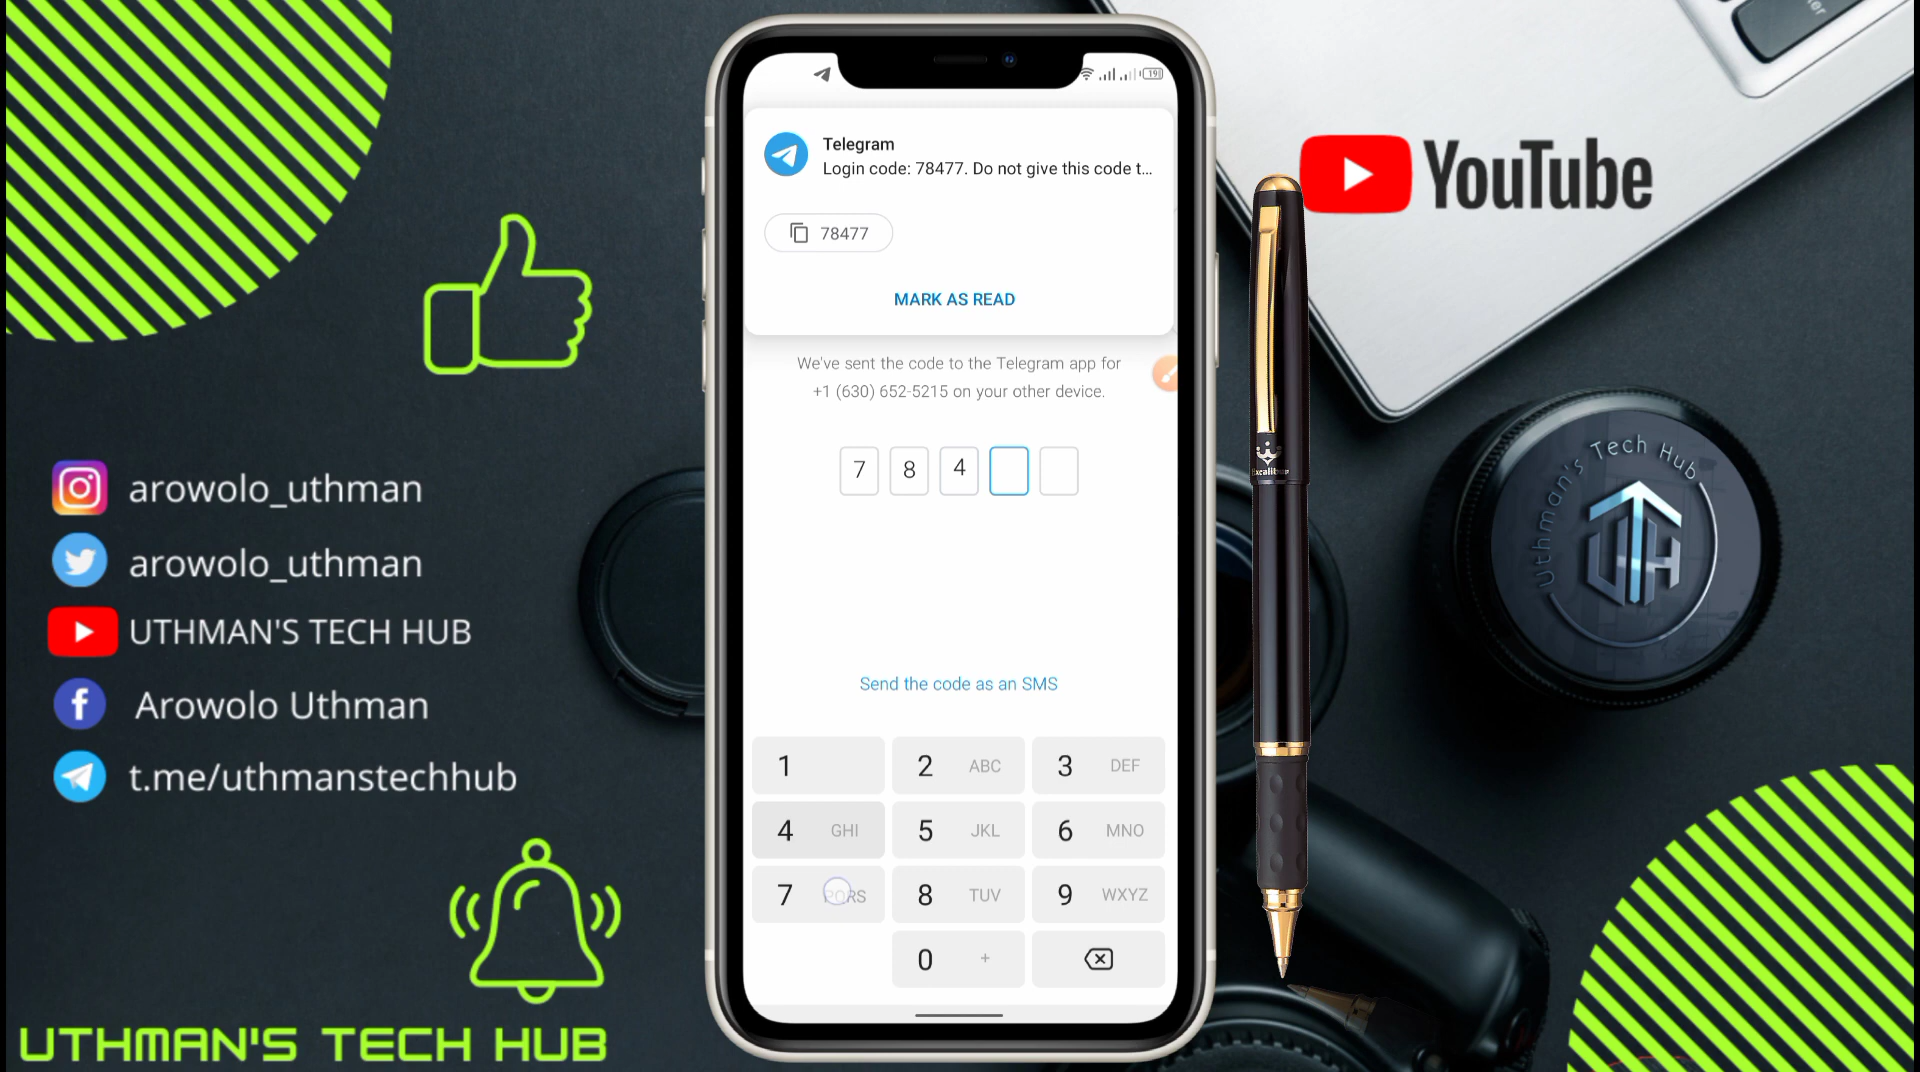 19
Telegram
Login code: 78477. Do not give this code t...
78477
MARK AS READ
We've sent the code to the Telegram app for
+1 (630) 652-5215 on your other device.
7 8 4
Send the code as an SMS
1
2 ABC
3 DEF
4 GHI
5 JKL
6 MNO
7 PQRS
8 TUV
9 WXYZ
0 +
YouTube
arowolo_uthman
arowolo_uthman
UTHMAN'S TECH HUB
Arowolo Uthman
t.me/uthmanstechhub
UTHMAN'S TECH HUB
Uthman's Tech Hub
UTH
Excalibur